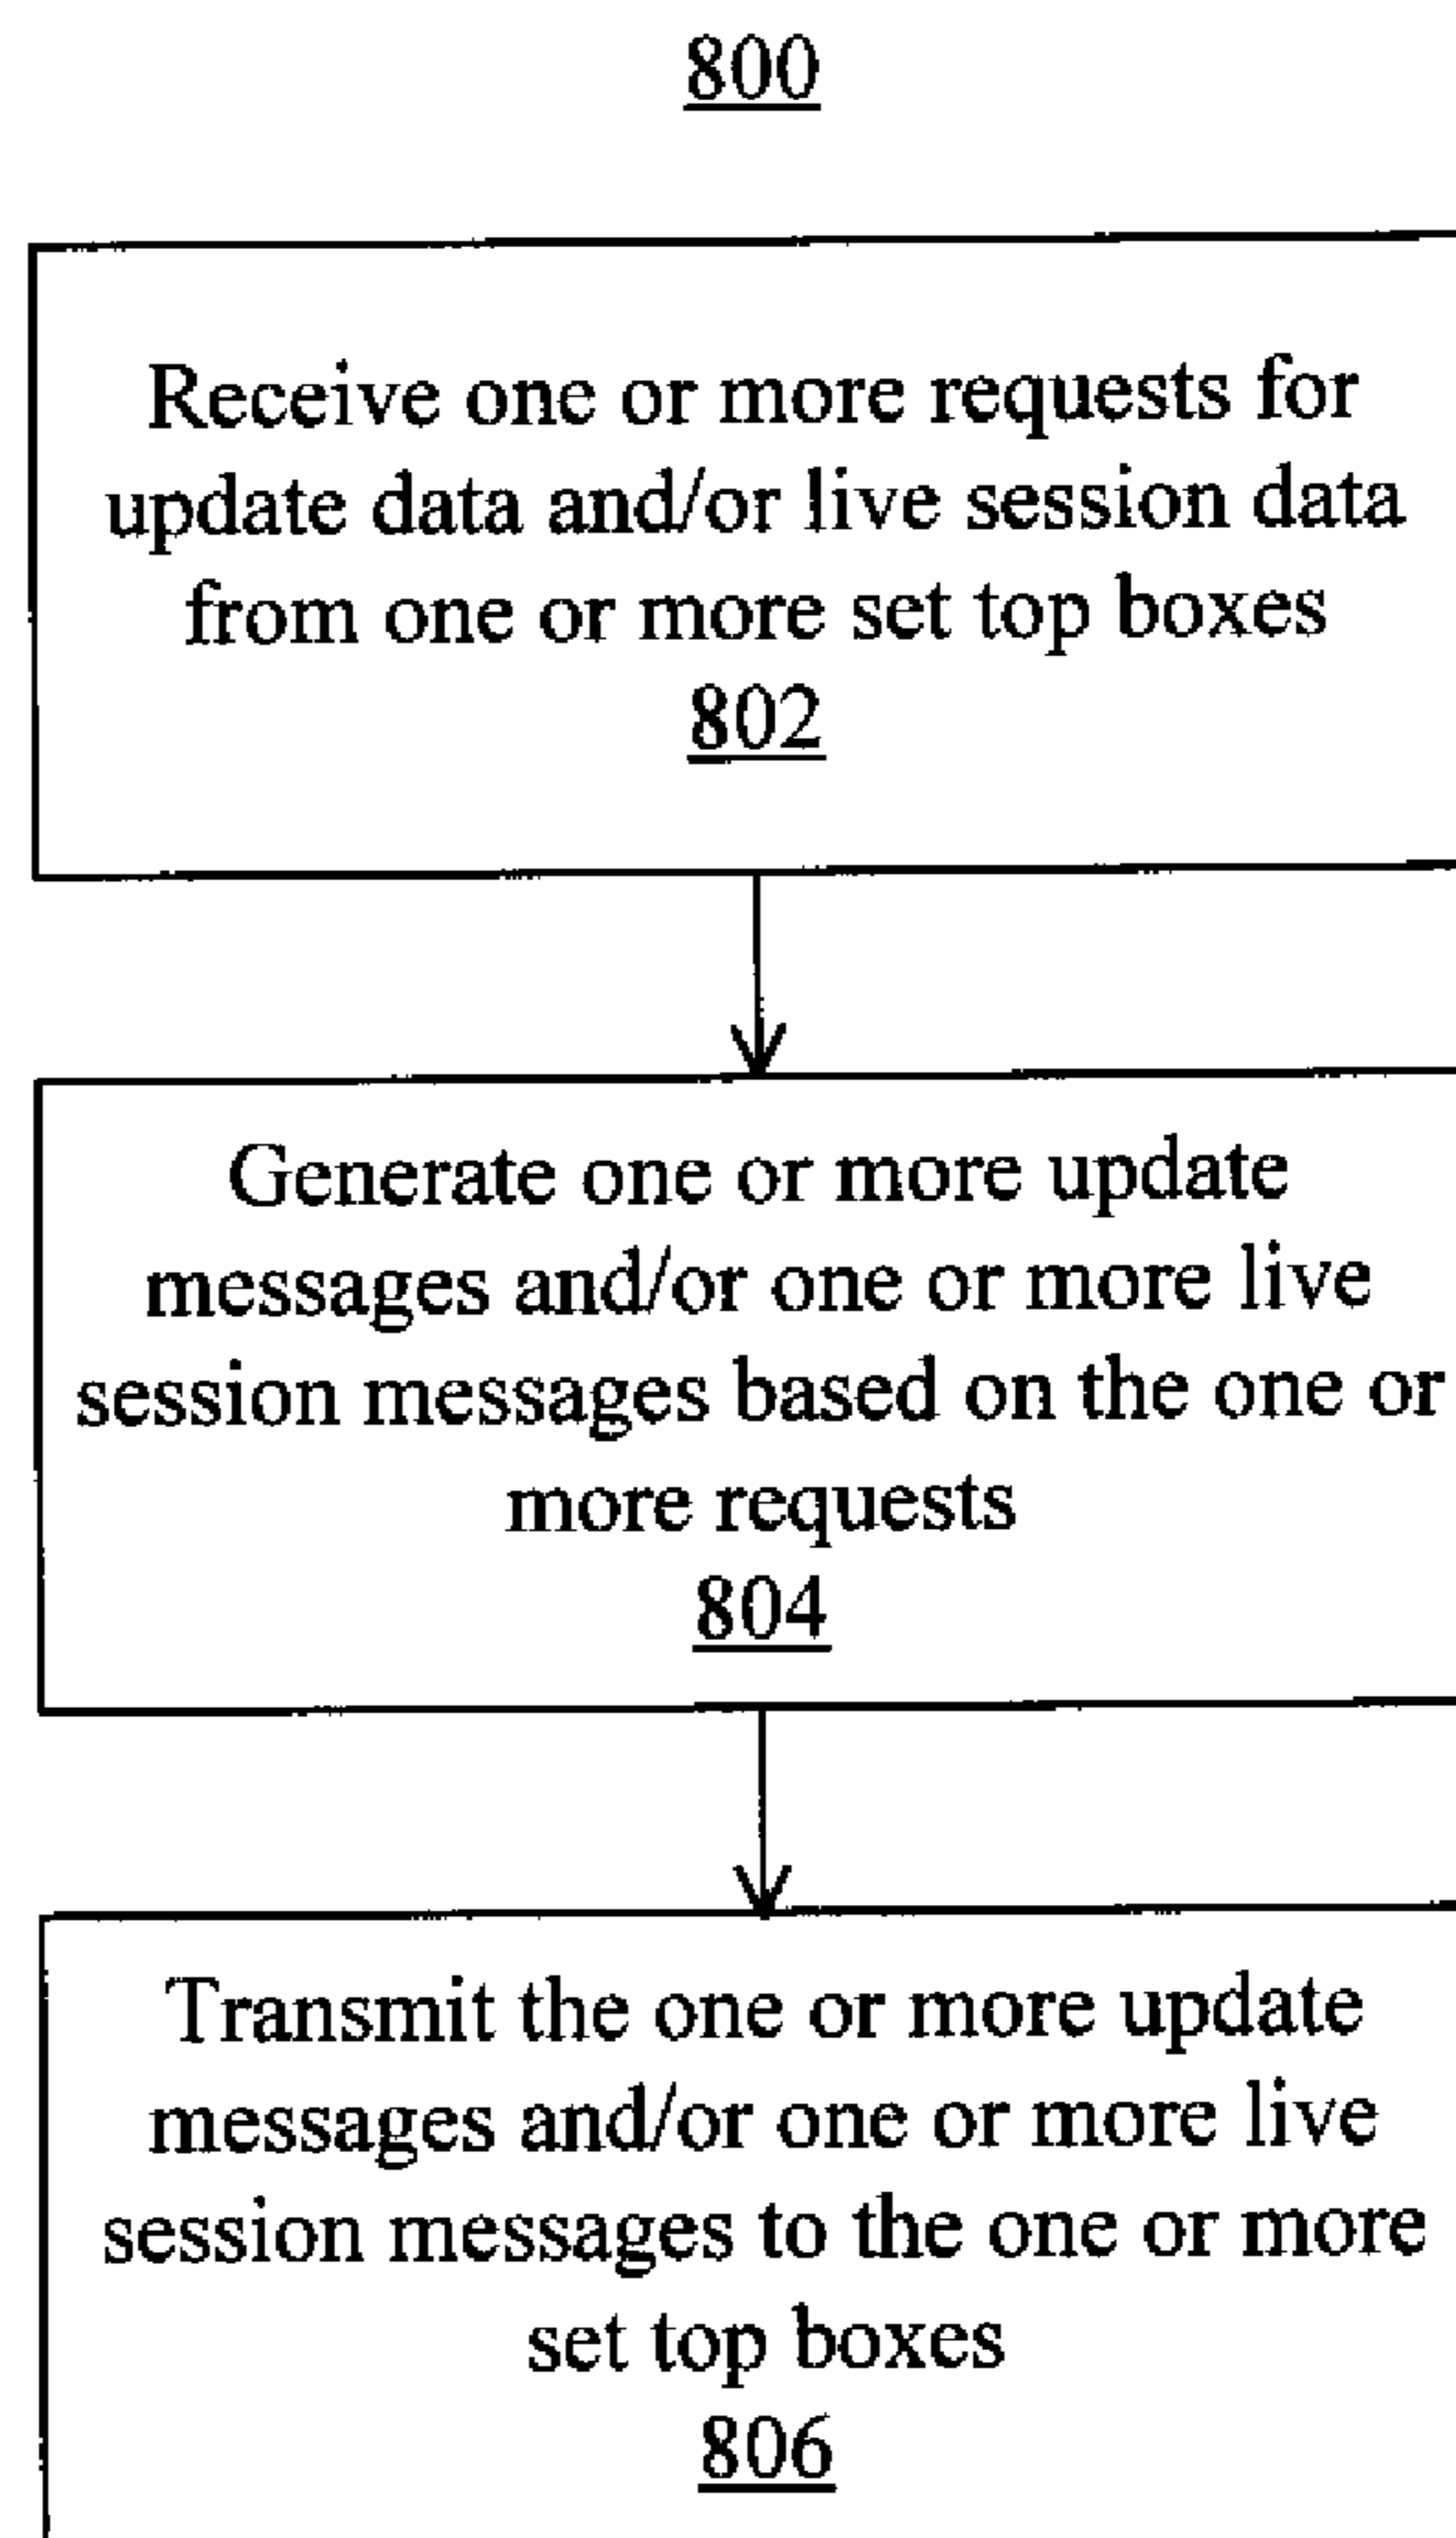 800
Receive one or more requests for
update data and/or live session data
from one or more set top boxes
802
Generate one or more update
messages and/or one or more live
session messages based on the one or
more requests
804
Transmit the one or more update
messages and/or one or more live
session messages to the one or more
set top boxes
806